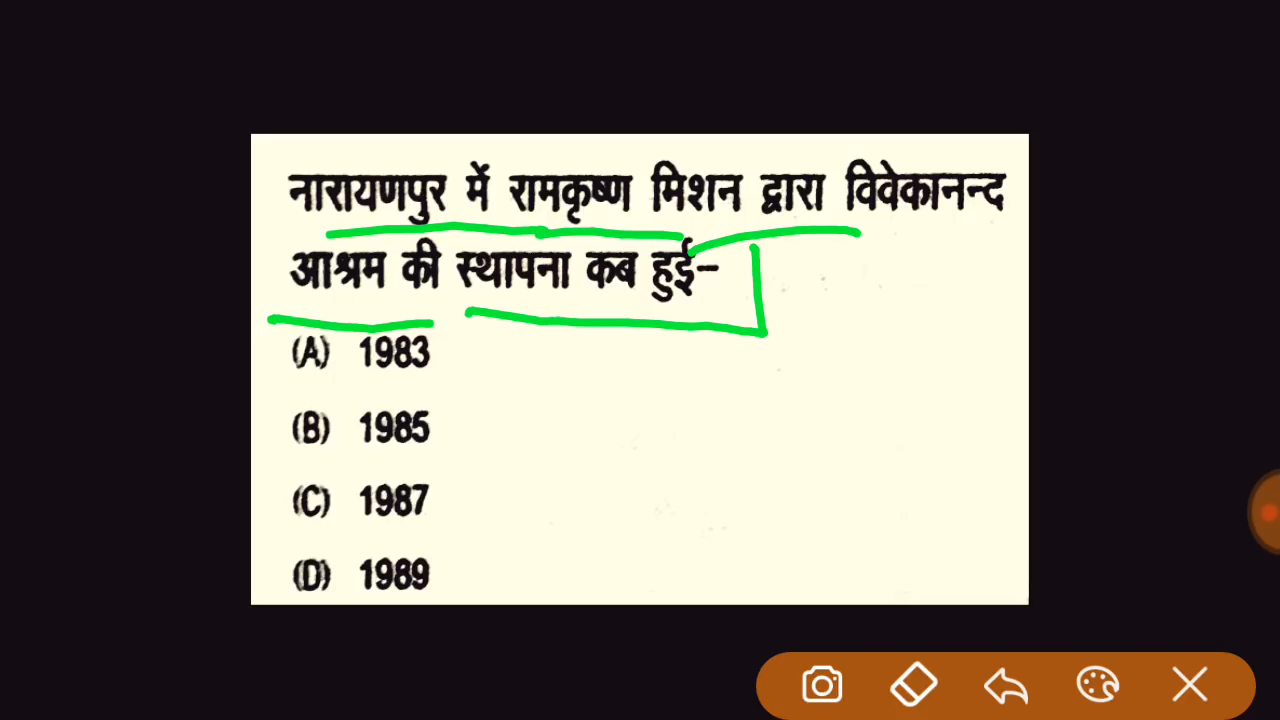 नारायणपुर में रामकृष्ण मिशन द्वारा विवेकानन्द
आश्रम की स्थापना कब हुई-
(A) 1983
(B) 1985
(C) 1987
(D) 1989